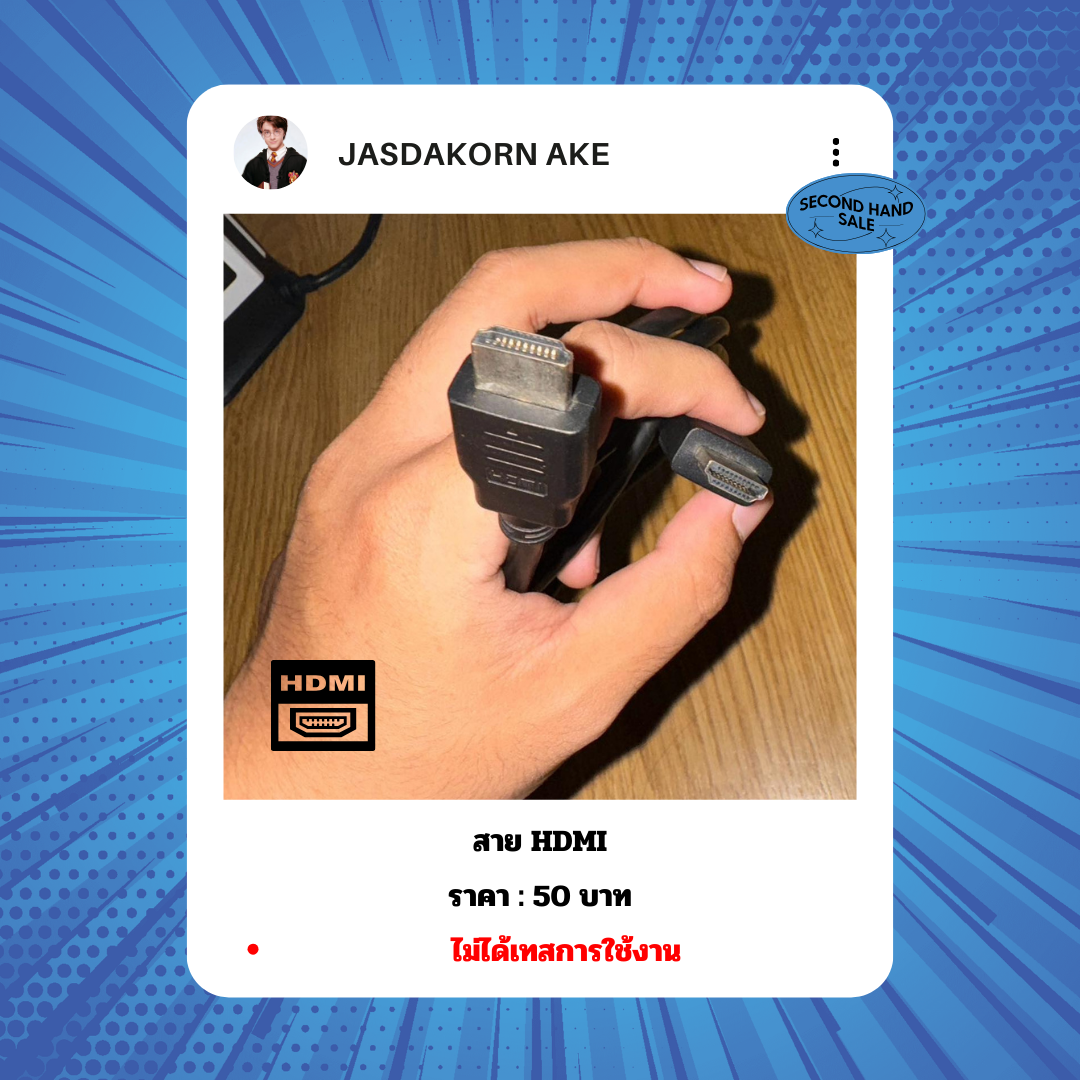 JASDAKORN AKE
SECOND HAND
SALE
HDMI
HDMI
สาย HDMI
ราคา : 50 บาท
ไม่ได้เทสการใช้งาน